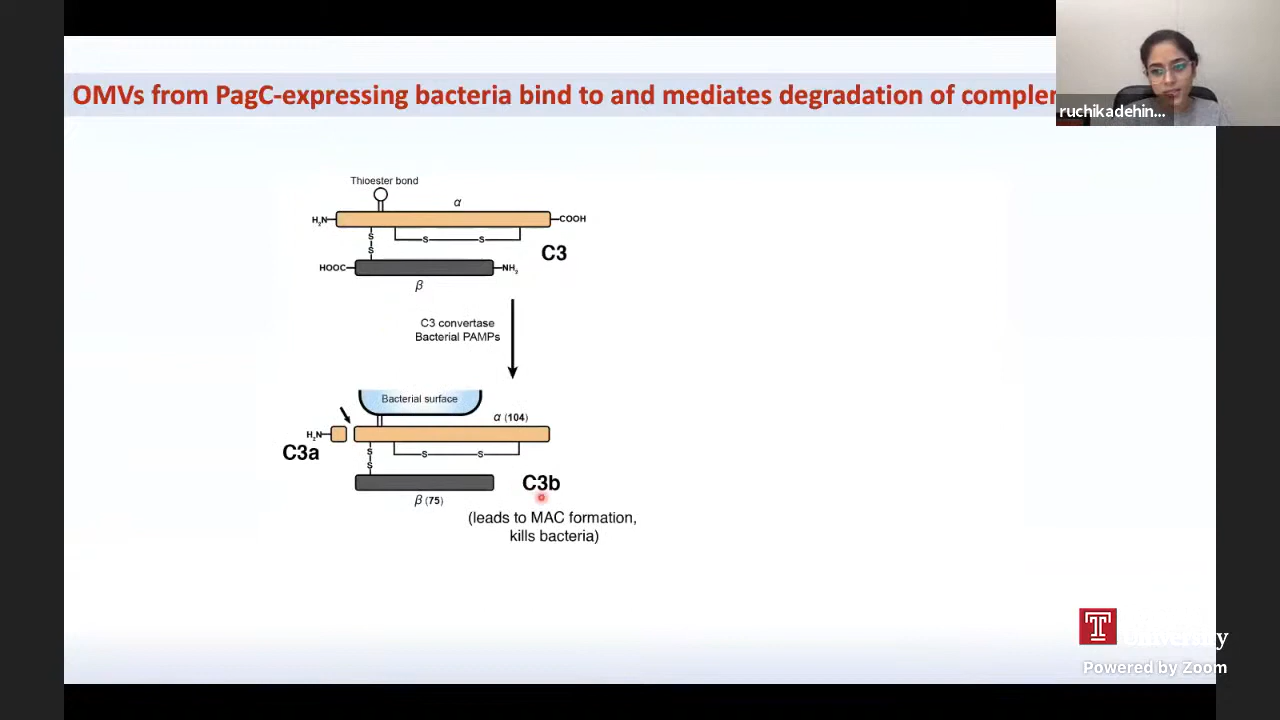 OMVs from PagC-expressing bacteria bind to and mediates degradation of
ruchikadehin...
Thioester bond
α
H2N
COOH
S
S
S
S
C3
HOOC
NH2
β
C3 convertase
Bacterial PAMPs
Bacterial surface
α (104)
H2N
C3a
S
S
S
S
C3b
β (75)
(leads to MAC formation,
kills bacteria)
T
University
Powered by Zoom